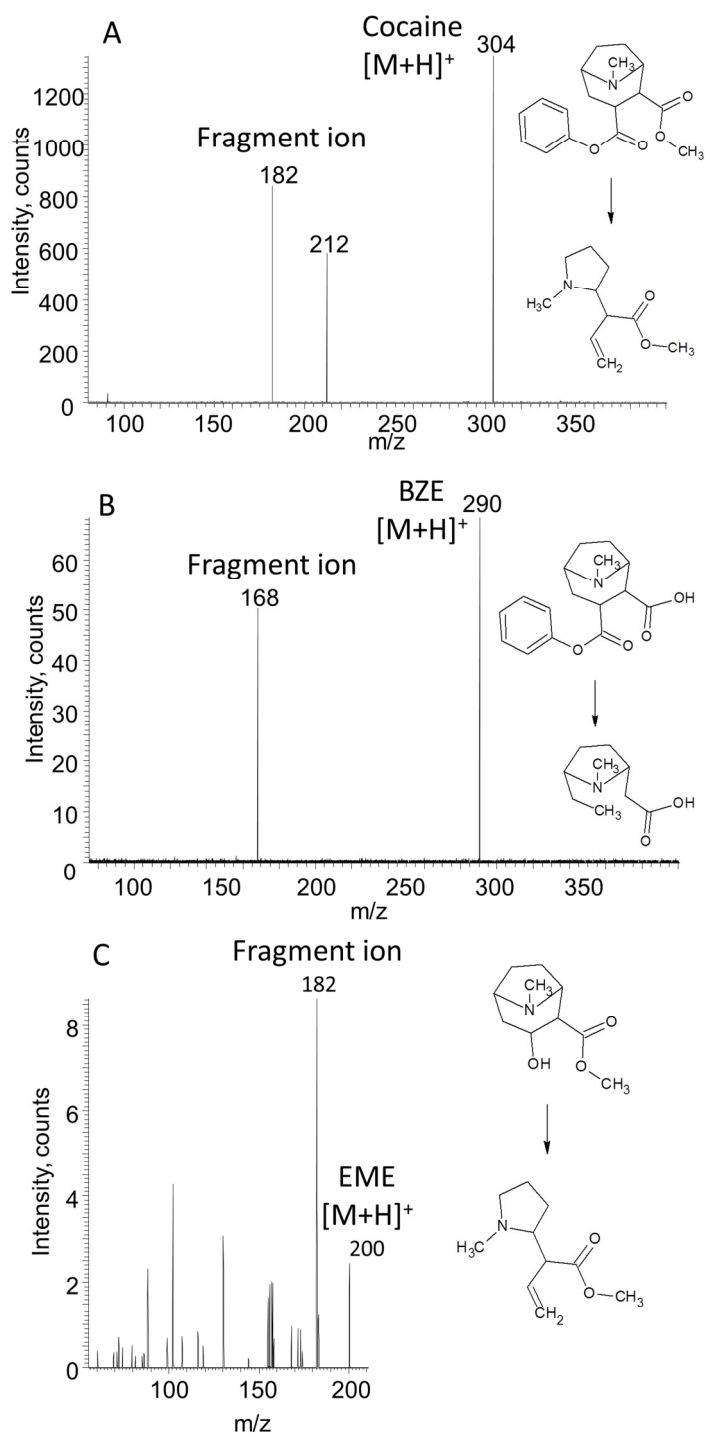 A
Cocaine
[M+H]+
304
Fragment ion
182
212
Intensity, counts
1200
1000
800
600
400
200
0
100 150 200 250 300 350
m/z
CH3
N
O
O
CH3
O
O
N
H3C
O
O
CH3
CH2
B
BZE
[M+H]+
290
Fragment ion
168
Intensity, counts
60
50
40
30
20
10
0
100 150 200 250 300 350
m/z
CH3
N
OH
O
O
O
CH3
N
CH3
OH
O
C
Fragment ion
182
EME
[M+H]+
200
Intensity, counts
8
6
4
2
0
100 150 200
m/z
CH3
N
O
OH
O
CH3
N
H3C
O
O
CH3
CH2